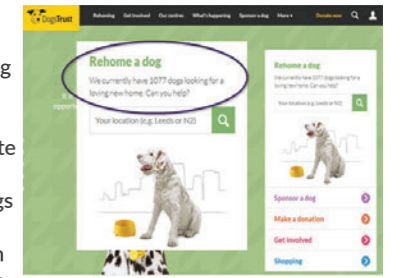 DogsTrust
Rehoming Get involved Our centres What's happening Sponsor a dog More Donate now
Rehome a dog
We currently have 1077 dogs looking for a
loving new home. Can you help?
Your location (e.g. Leeds or N2)
Rehome a dog
We currently have 1077 dogs looking for a
loving new home. Can you help?
Your location (e.g. Leeds or N2)
Sponsor a dog
Make a donation
Get involved
Shopping